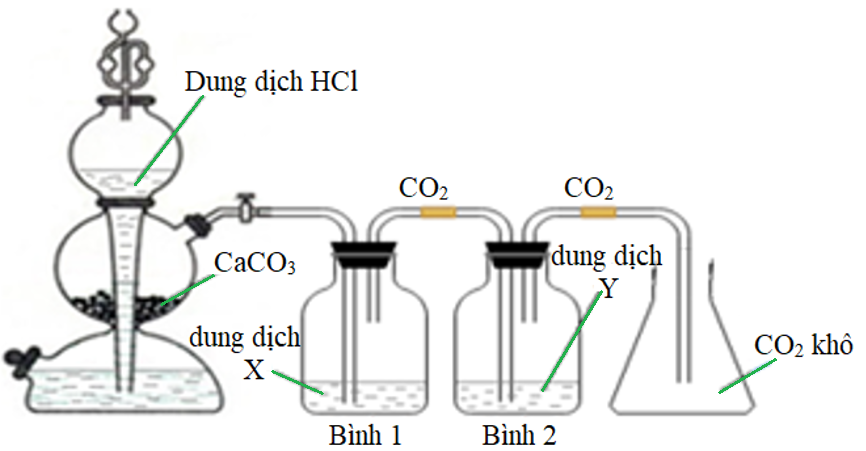 Dung dịch HCl
CO₂
CO₂
CaCO₃
dung dịch
Y
dung dịch
X
CO₂ khô
Bình 1
Bình 2